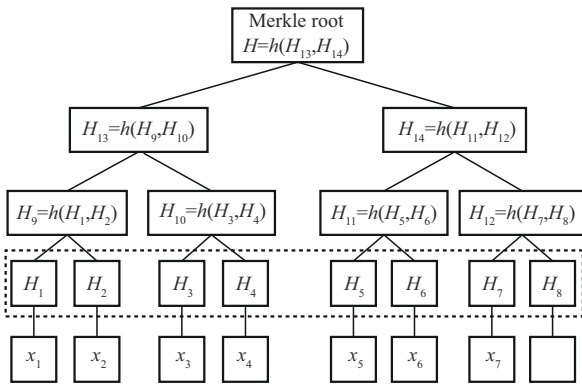 Merkle root
H=h(H₁₃,H₁₄)
H₁₃=h(H₉,H₁₀)
H₁₄=h(H₁₁,H₁₂)
H₉=h(H₁,H₂)
H₁₀=h(H₃,H₄)
H₁₁=h(H₅,H₆)
H₁₂=h(H₇,H₈)
H₁
H₂
H₃
H₄
H₅
H₆
H₇
H₈
x₁
x₂
x₃
x₄
x₅
x₆
x₇